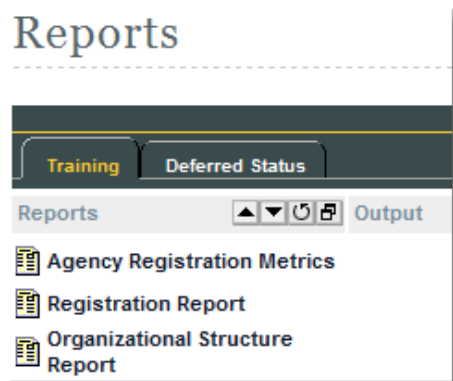 Reports
Training Deferred Status
Reports Output
Agency Registration Metrics
Registration Report
Organizational Structure
Report